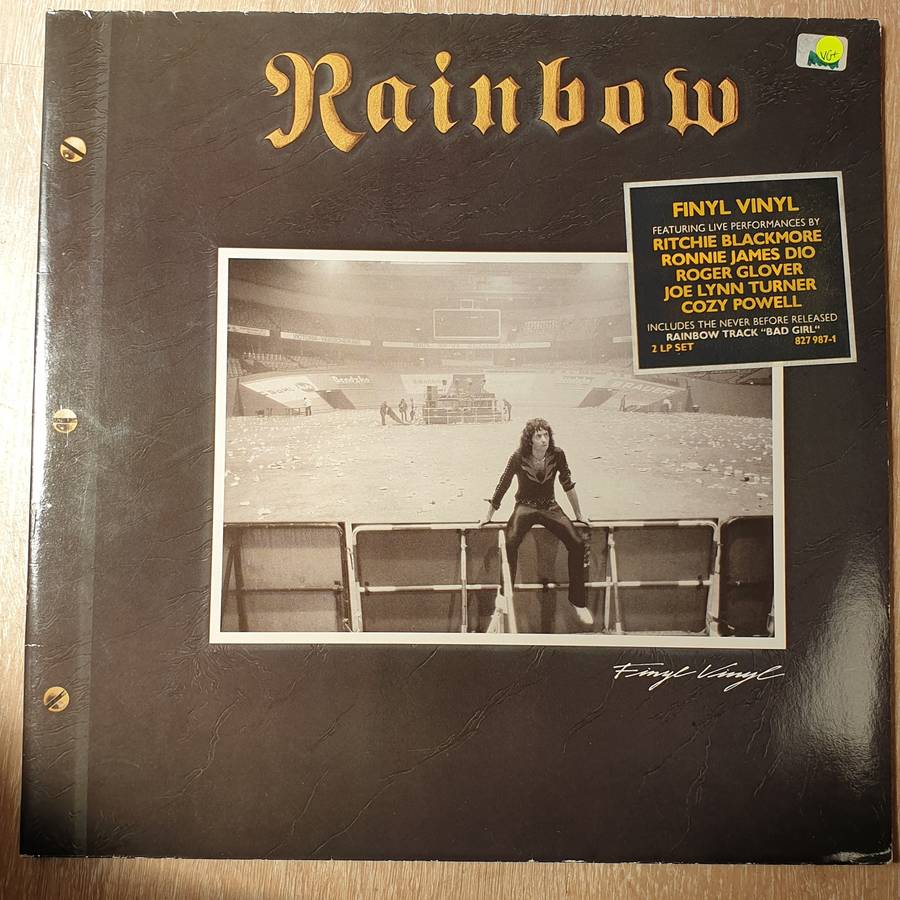 Rainbow
VG+
FINYL VINYL
FEATURING LIVE PERFORMANCES BY
RITCHIE BLACKMORE
RONNIE JAMES DIO
ROGER GLOVER
JOE LYNN TURNER
COZY POWELL
INCLUDES THE NEVER BEFORE RELEASED
RAINBOW TRACK "BAD GIRL"
2 LP SET 827 987-1
Finyl Vinyl